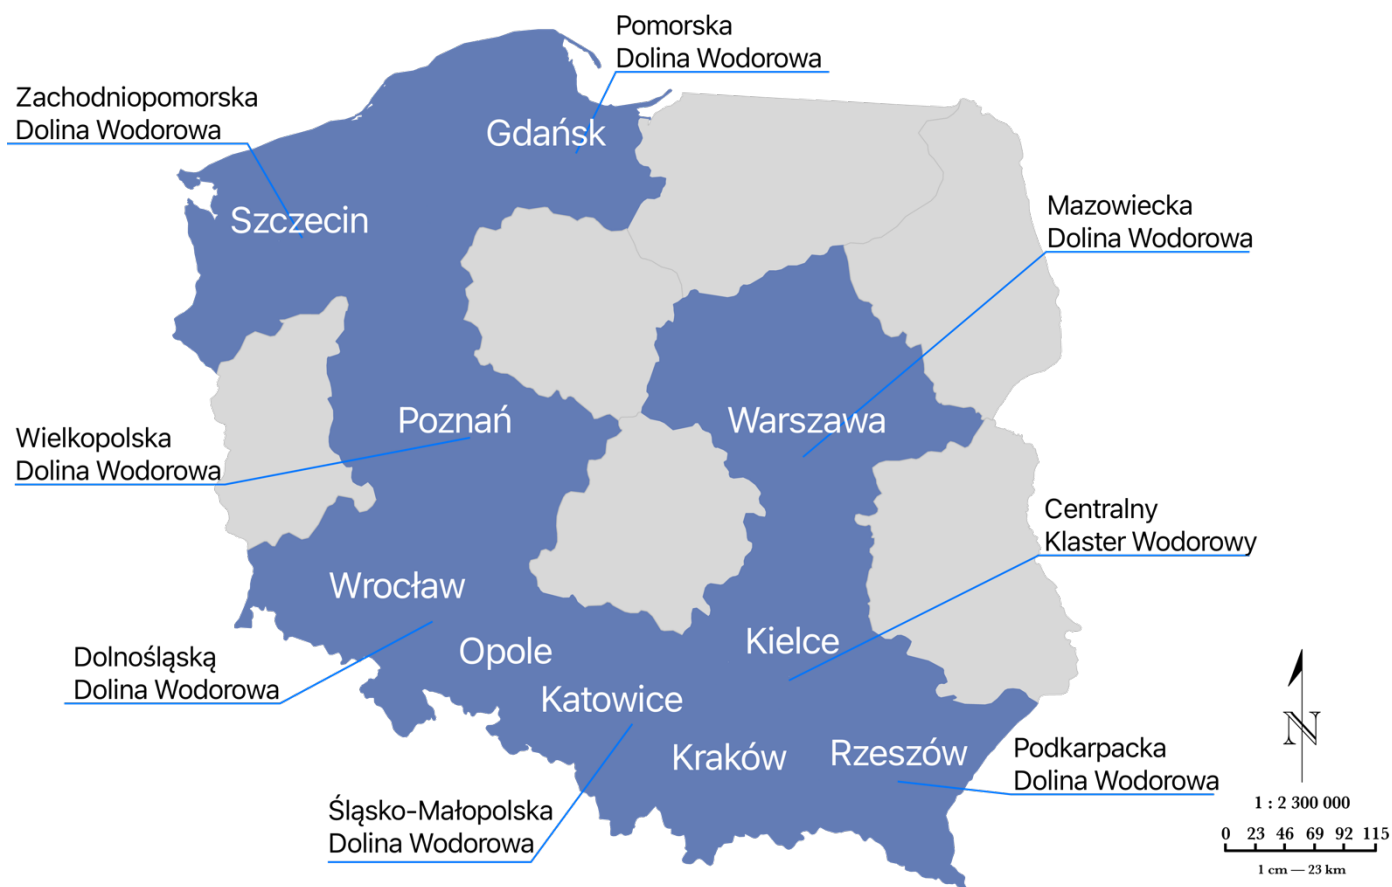 Pomorska
Dolina Wodorowa
Zachodniopomorska
Dolina Wodorowa
Gdańsk
Szczecin
Mazowiecka
Dolina Wodorowa
Poznań
Warszawa
Wielkopolska
Dolina Wodorowa
Centralny
Klaster Wodorowy
Wrocław
Opole
Kielce
Dolnośląską
Dolina Wodorowa
Katowice
Kraków
Rzeszów
Podkarpacka
Dolina Wodorowa
Śląsko-Małopolska
Dolina Wodorowa
N
1 : 2 300 000
0 23 46 69 92 115
1 cm — 23 km